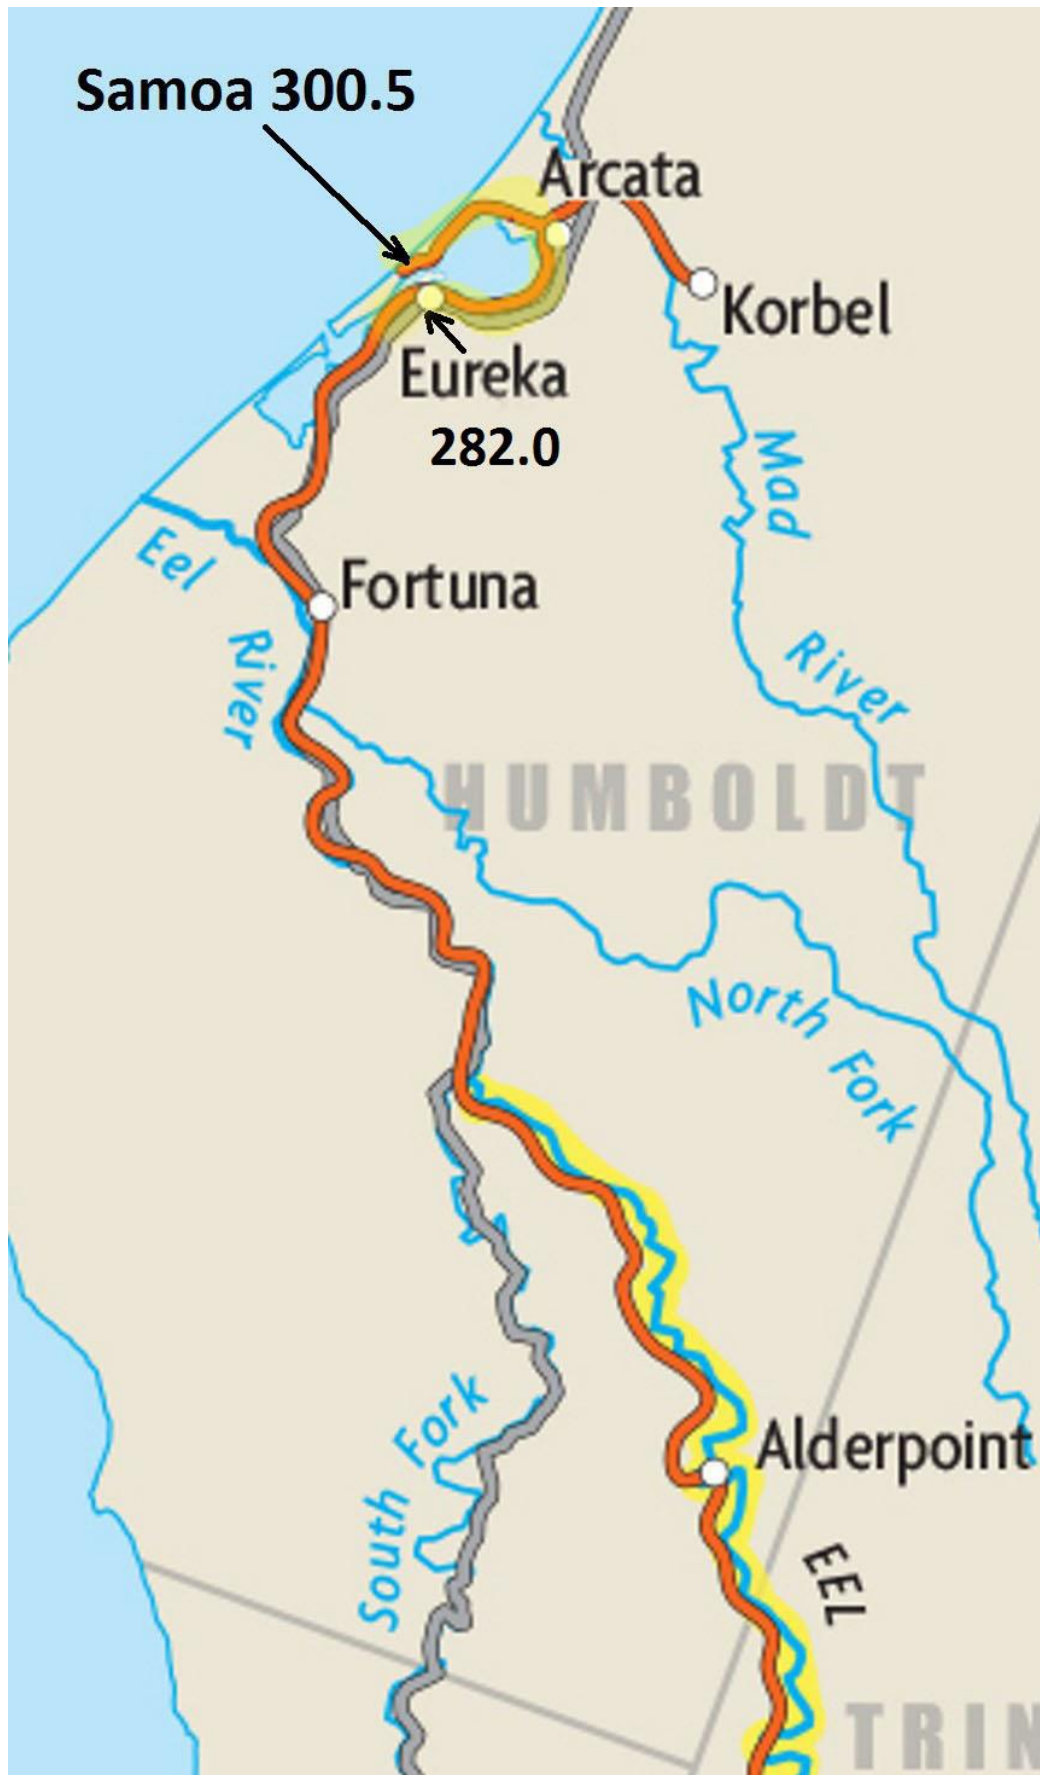 Samoa 300.5
Arcata
Korbel
Eureka
282.0
Mad
River
Eel
River
Fortuna
HUMBOLDT
North Fork
South Fork
Alderpoint
EEL
TRIN